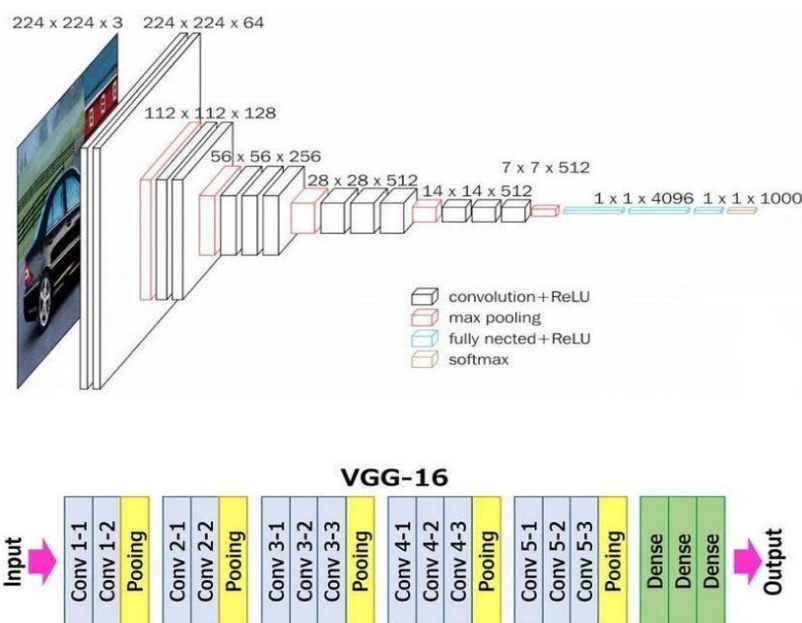 224 x 224 x 3
224 x 224 x 64
112 x 112 x 128
56 x 56 x 256
28 x 28 x 512
14 x 14 x 512
7 x 7 x 512
1 x 1 x 4096
1 x 1 x 1000
convolution+ReLU
max pooling
fully nected+ReLU
softmax
VGG-16
Input
Conv 1-1
Conv 1-2
Pooing
Conv 2-1
Conv 2-2
Pooing
Conv 3-1
Conv 3-2
Conv 3-3
Pooing
Conv 4-1
Conv 4-2
Conv 4-3
Pooing
Conv 5-1
Conv 5-2
Conv 5-3
Pooing
Dense
Dense
Dense
Output